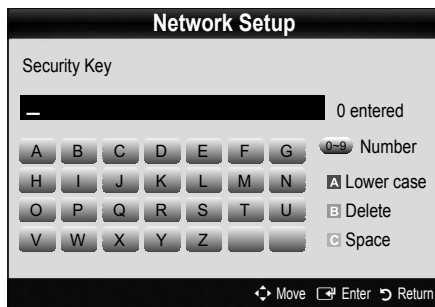 Network Setup
Security Key
_
0 entered
A B C D E F G 0~9 Number
H I J K L M N A Lower case
O P Q R S T U B Delete
V W X Y Z C Space
Move Enter Return